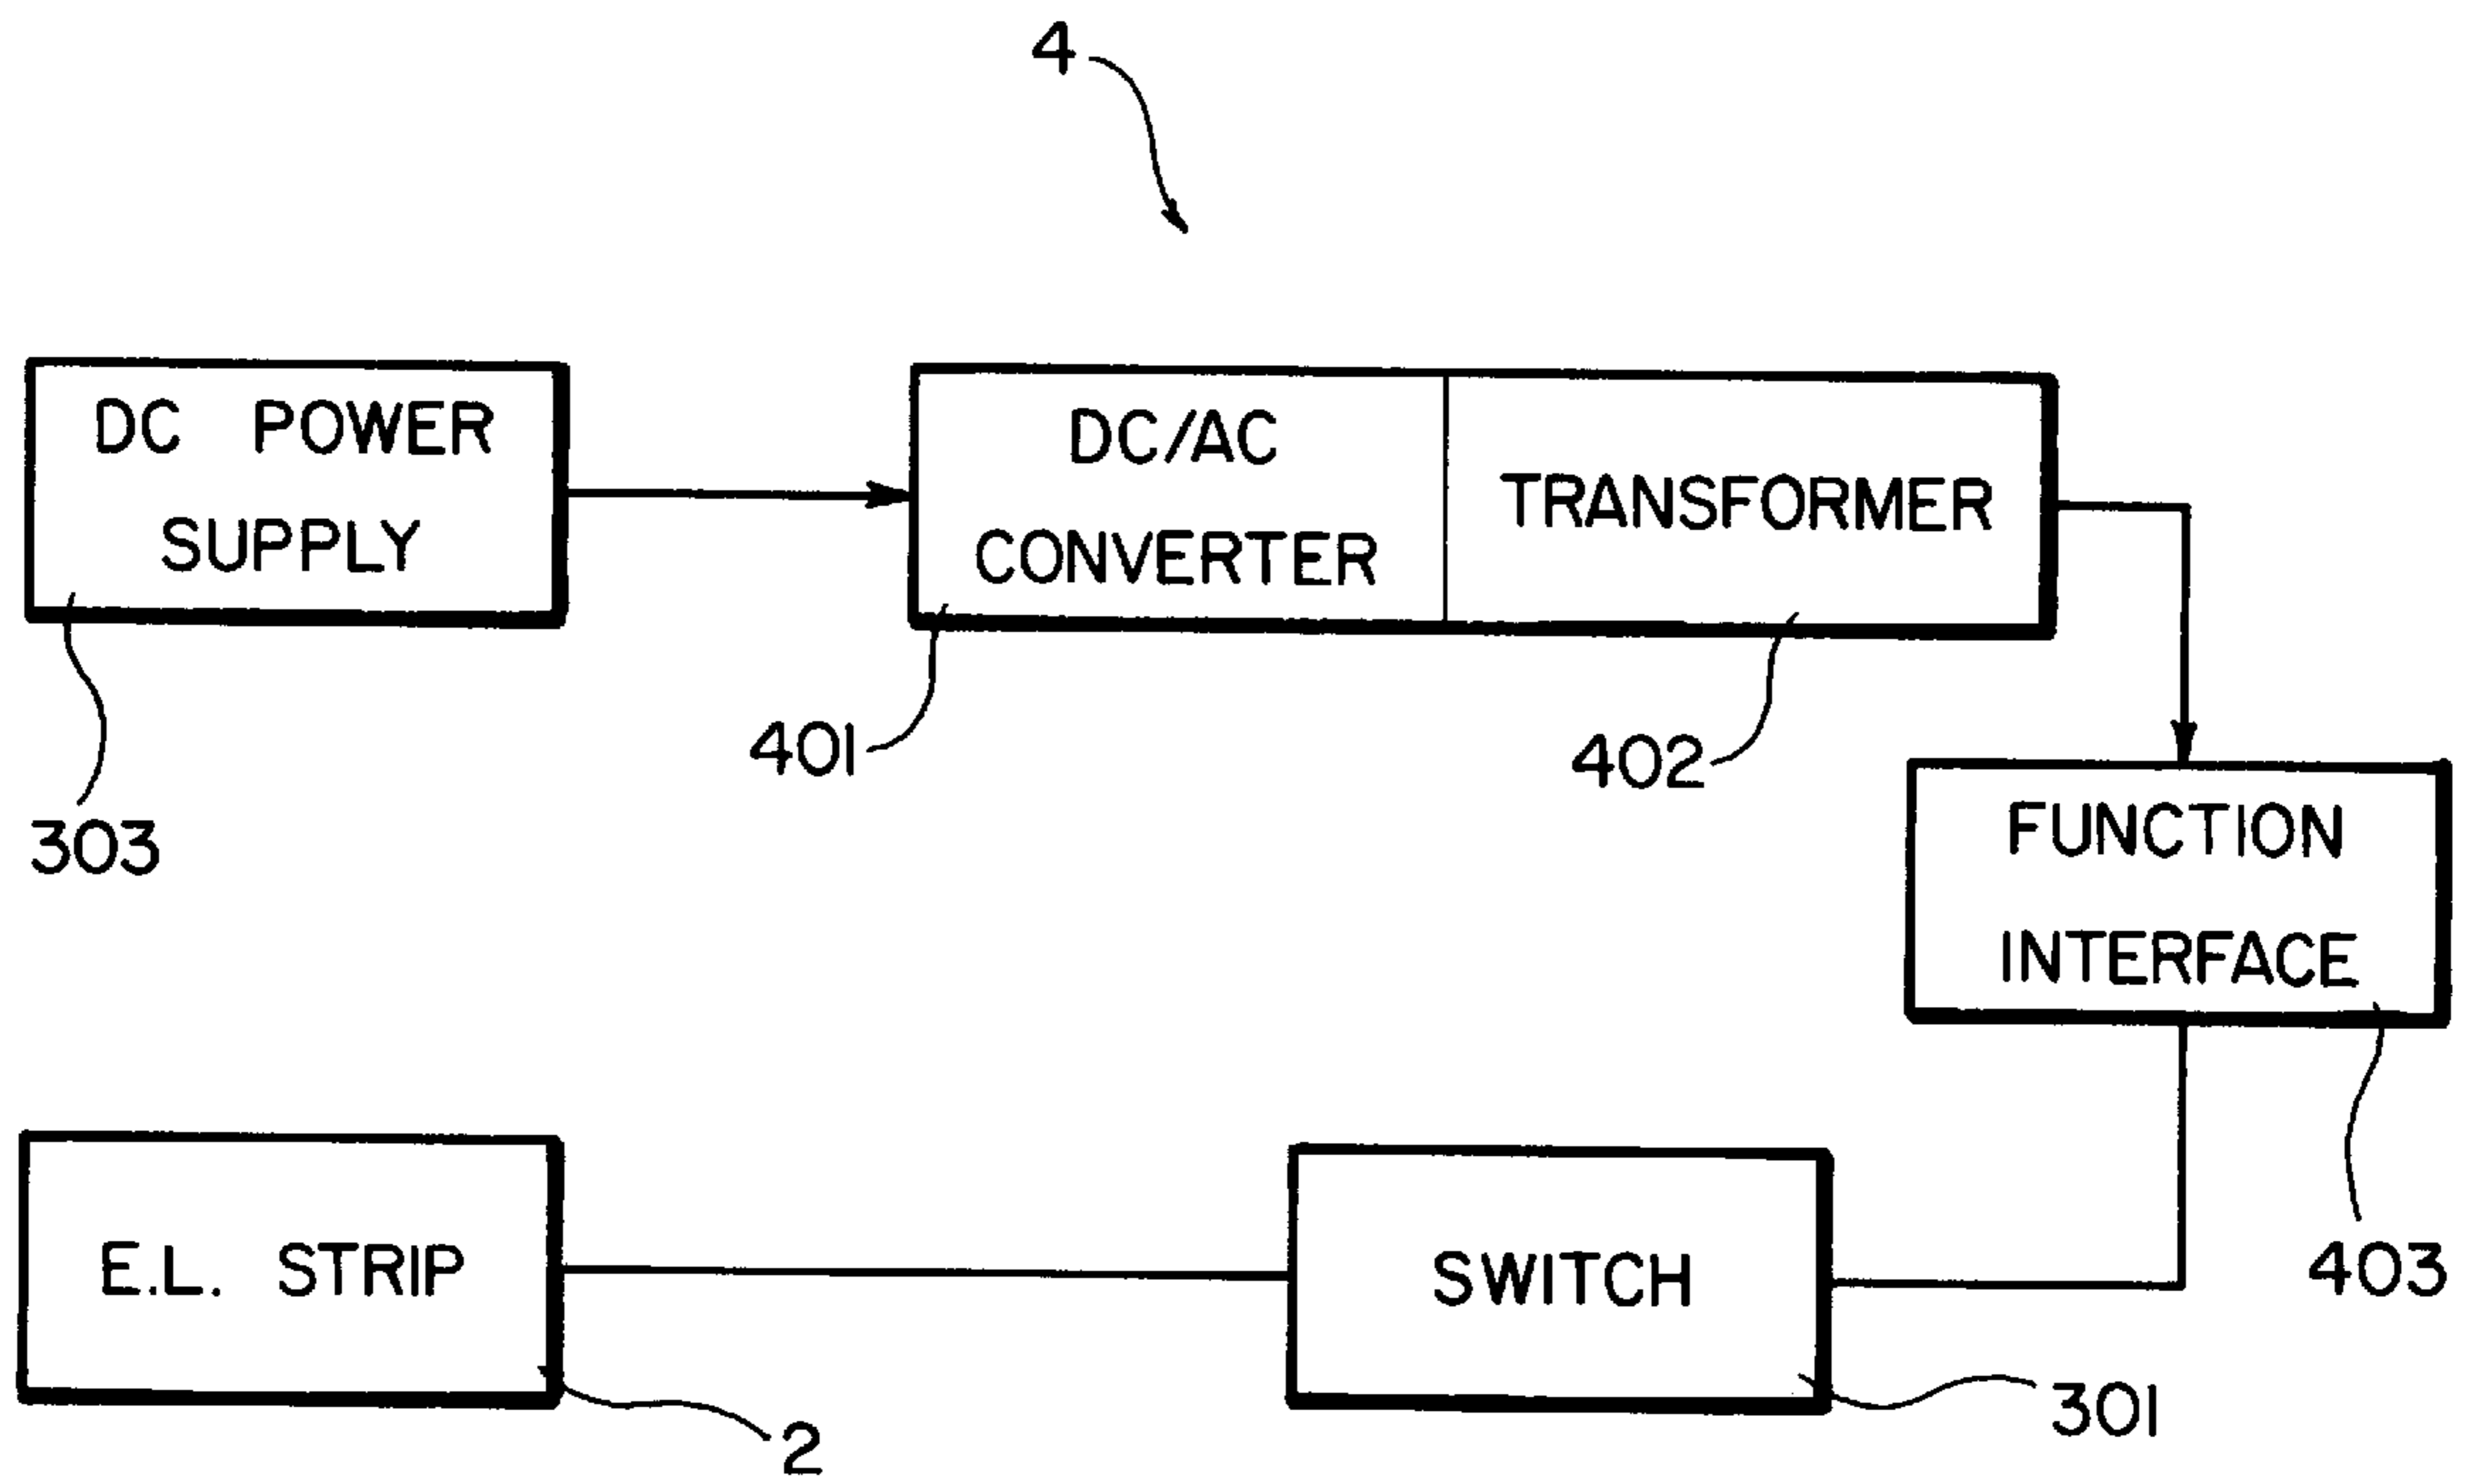 4
DC POWER
SUPPLY
DC/AC
CONVERTER
TRANSFORMER
401
402
303
FUNCTION
INTERFACE
E.L. STRIP
SWITCH
403
301
2